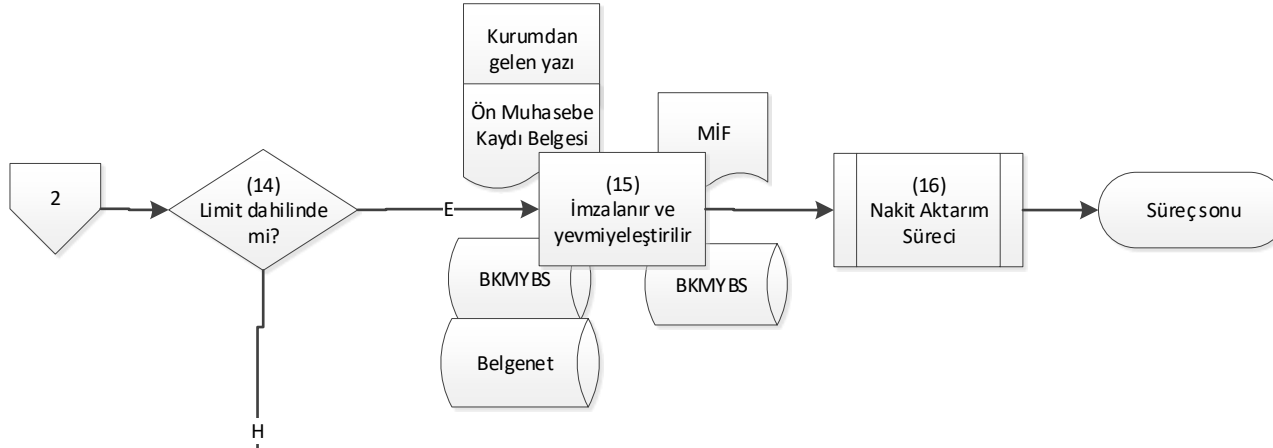 Kurumdan
gelen yazı
Ön Muhasebe
Kaydı Belgesi
MİF
2
(14)
Limit dahilinde
mi?
E
(15)
İmzalanır ve
yevmiyeleştirilir
(16)
Nakit Aktarım
Süreci
Süreç sonu
BKMYBS
BKMYBS
Belgenet
H